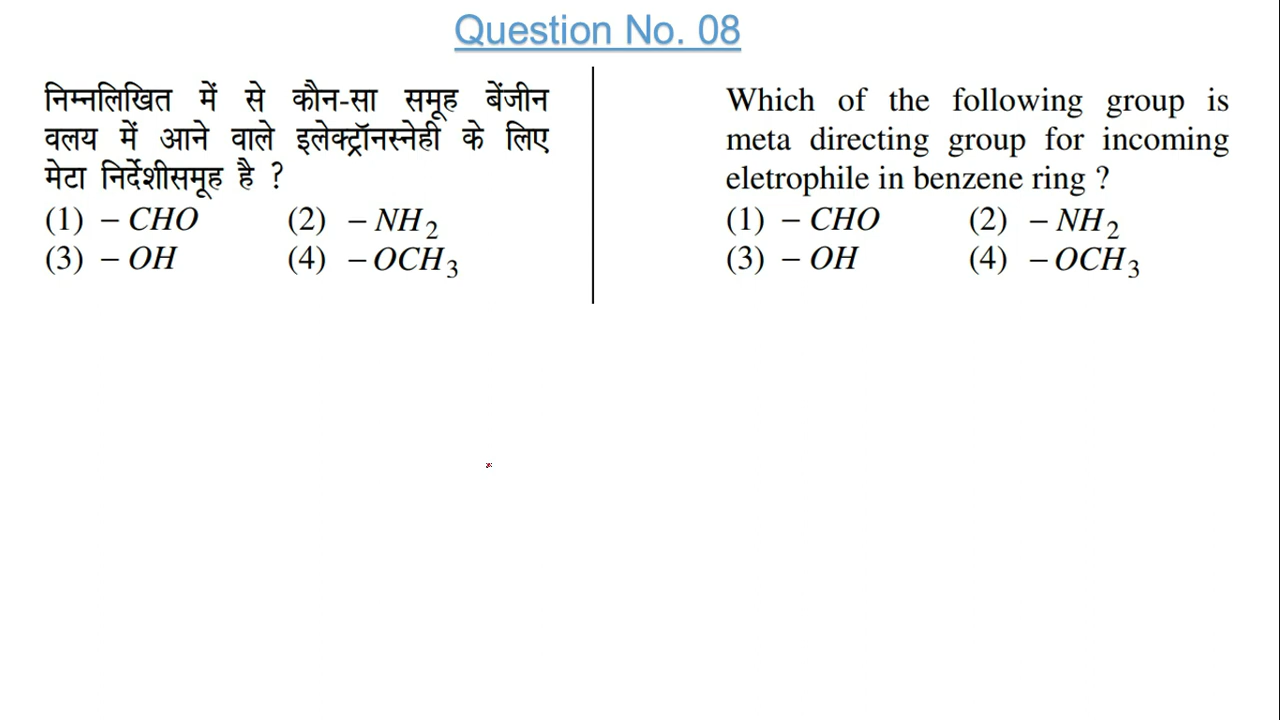 Question No. 08
निम्नलिखित में से कौन-सा समूह बेंजीन
वलय में आने वाले इलेक्ट्रॉनस्नेही के लिए
मेटा निर्देशीसमूह है ?
(1) – CHO (2) – NH2
(3) – OH (4) – OCH3
Which of the following group is
meta directing group for incoming
eletrophile in benzene ring ?
(1) – CHO (2) – NH2
(3) – OH (4) – OCH3